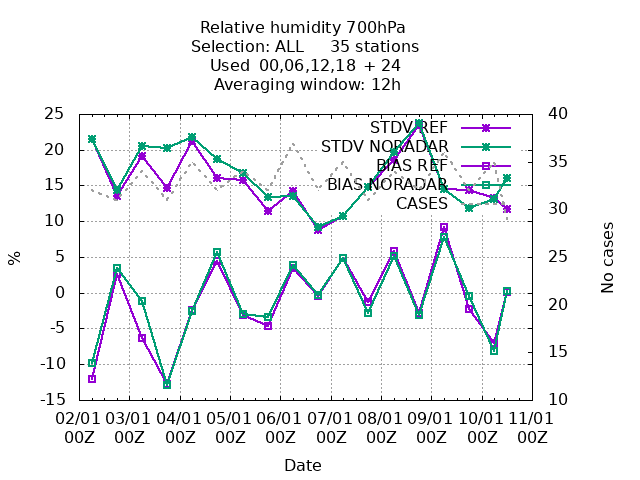 Relative humidity 700hPa
Selection: ALL 35 stations
Used 00,06,12,18 + 24
Averaging window: 12h
25
20
15
10
5
0
-5
-10
-15
%
40
35
30
25
20
15
10
No cases
STDV REF
STDV NORADAR
BIAS REF
BIAS NORADAR
CASES
02/01 03/01 04/01 05/01 06/01 07/01 08/01 09/01 10/01 11/01
00Z 00Z 00Z 00Z 00Z 00Z 00Z 00Z 00Z 00Z
Date